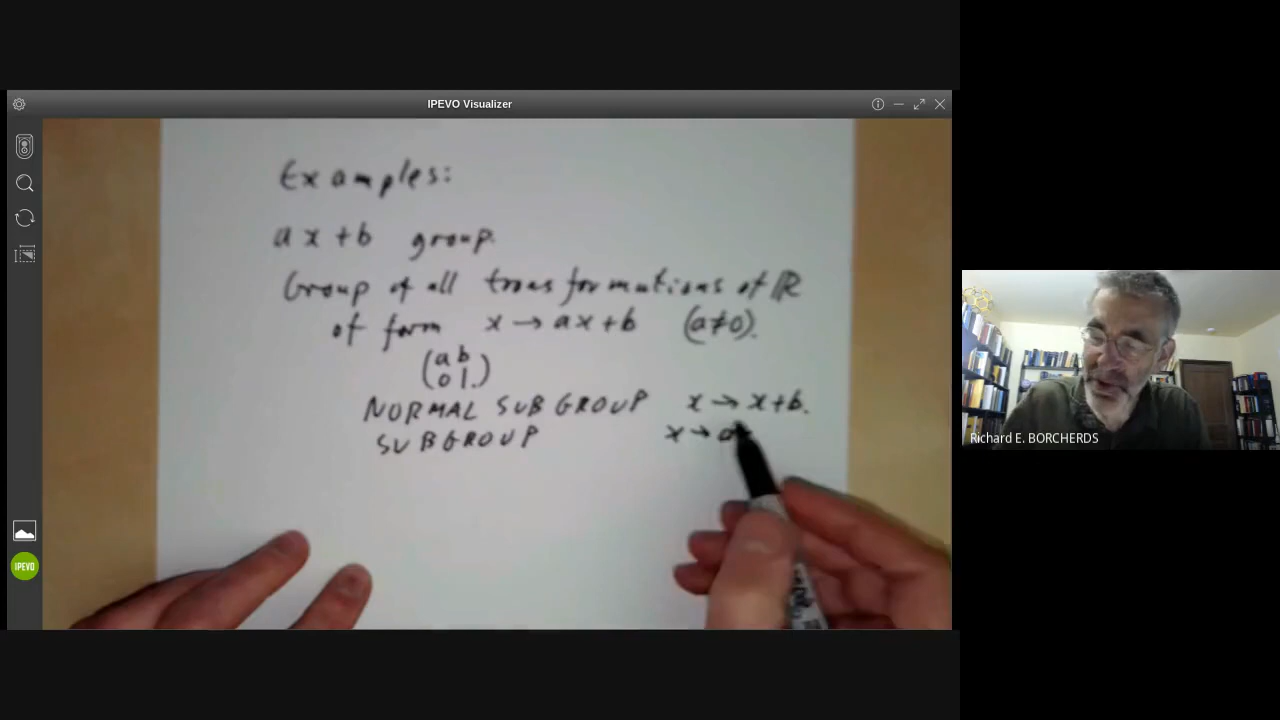 IPEVO Visualizer
Examples:
ax+b group.
Group of all transformations of ℝ
of form x → ax+b (a≠0).
(a b
0 1.)
NORMAL SUBGROUP x → x+b.
SUBGROUP x → a
Richard E. BORCHERDS
IPEVO